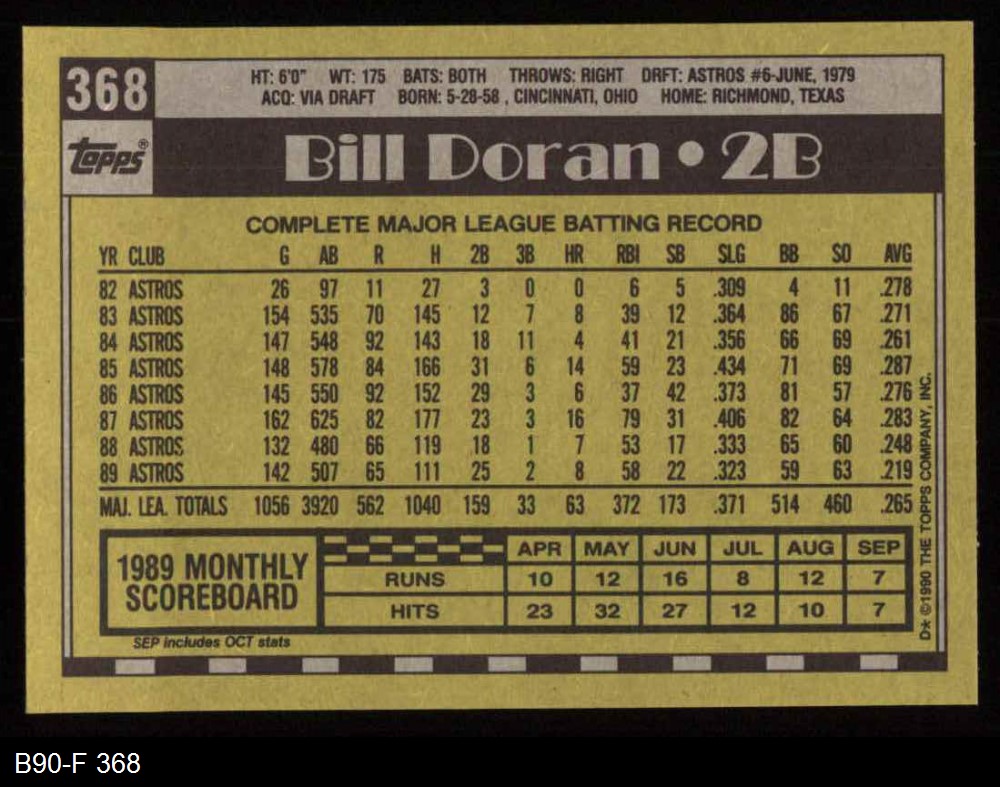 368
HT: 6'0" WT: 175 BATS: BOTH THROWS: RIGHT DRFT: ASTROS #6-JUNE, 1979
ACQ: VIA DRAFT BORN: 5-28-58 , CINCINNATI, OHIO HOME: RICHMOND, TEXAS
Topps®
Bill Doran • 2B
COMPLETE MAJOR LEAGUE BATTING RECORD
YR CLUB G AB R H 2B 3B HR RBI SB SLG BB SO AVG
82 ASTROS 26 97 11 27 3 0 0 6 5 .309 4 11 .278
83 ASTROS 154 535 70 145 12 7 8 39 12 .364 86 67 .271
84 ASTROS 147 548 92 143 18 11 4 41 21 .356 66 69 .261
85 ASTROS 148 578 84 166 31 6 14 59 23 .434 71 69 .287
86 ASTROS 145 550 92 152 29 3 6 37 42 .373 81 57 .276
87 ASTROS 162 625 82 177 23 3 16 79 31 .406 82 64 .283
88 ASTROS 132 480 66 119 18 1 7 53 17 .333 65 60 .248
89 ASTROS 142 507 65 111 25 2 8 58 22 .323 59 63 .219
MAJ. LEA. TOTALS 1056 3920 562 1040 159 33 63 372 173 .371 514 460 .265
1989 MONTHLY
SCOREBOARD
APR MAY JUN JUL AUG SEP
RUNS 10 12 16 8 12 7
HITS 23 32 27 12 10 7
SEP includes OCT stats
D* ©1990 THE TOPPS COMPANY, INC.
B90-F 368